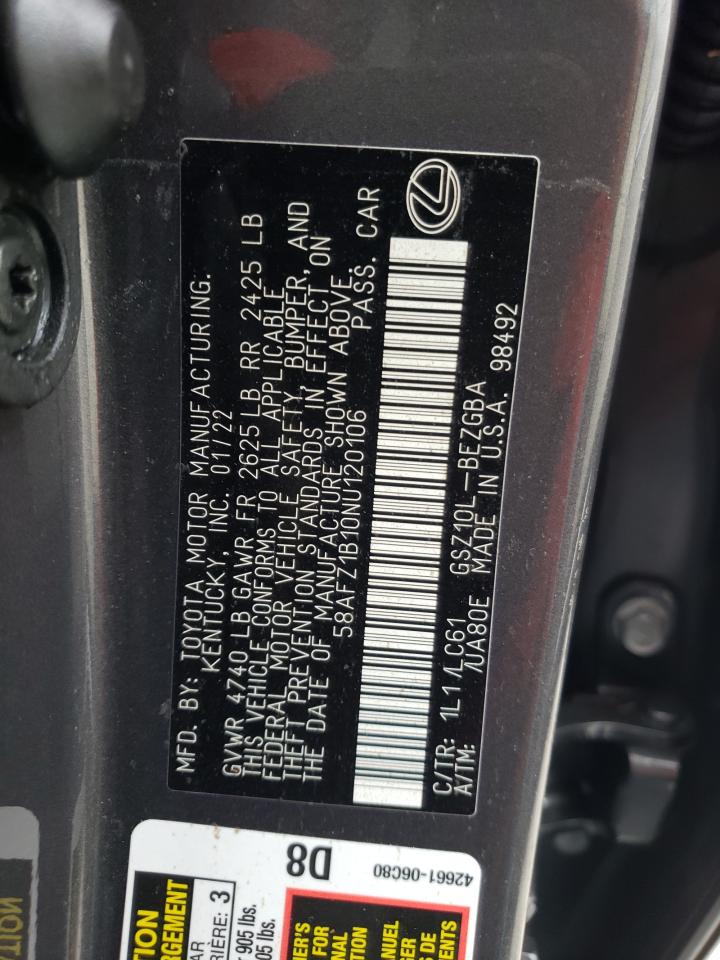 MFD. BY: TOYOTA MOTOR MANUFACTURING.
KENTUCKY, INC. 01/22
GVWR 4740 LB GAWR FR 2625 LB RR 2425 LB
THIS VEHICLE CONFORMS TO ALL APPLICABLE
FEDERAL MOTOR VEHICLE SAFETY, BUMPER, AND
THEFT PREVENTION STANDARDS IN EFFECT ON
THE DATE OF MANUFACTURE SHOWN ABOVE.
58AFZ1B10NU120106 PASS. CAR
C/TR: 1L1/LC61 GSZ10L-BEZGBA
A/TM: /UA80E MADE IN U.S.A. 98492
D8
42661-06C80
3
905 lbs.